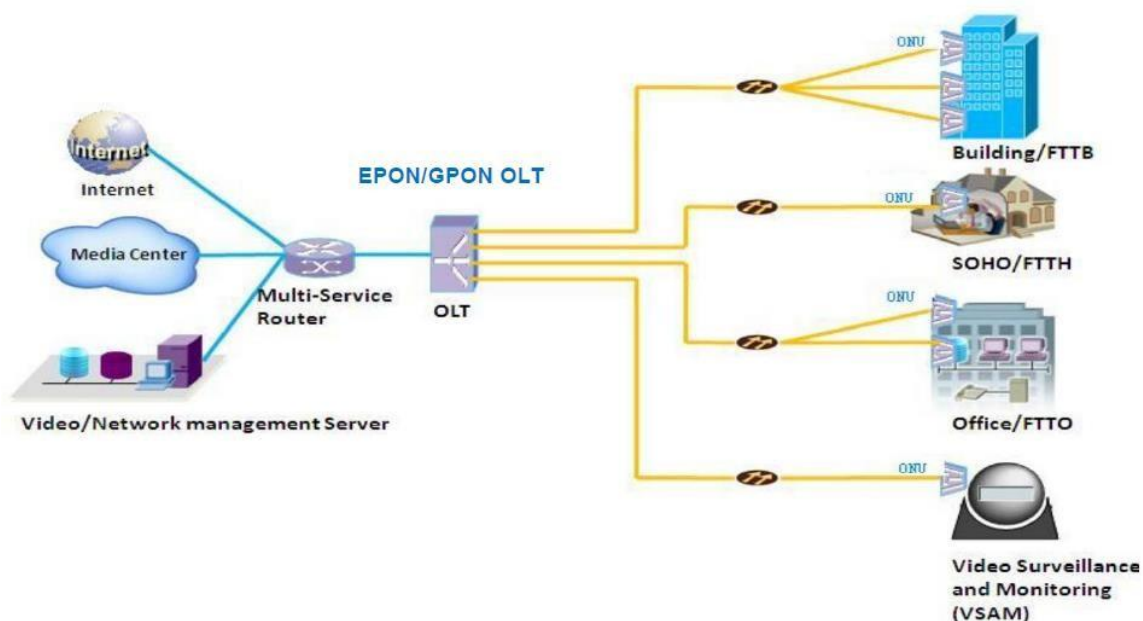 Internet
Internet
Media Center
Video/Network management Server
Multi-Service
Router
EPON/GPON OLT
OLT
ONU
Building/FTTB
ONU
SOHO/FTTH
ONU
Office/FTTO
ONU
Video Surveillance
and Monitoring
(VSAM)